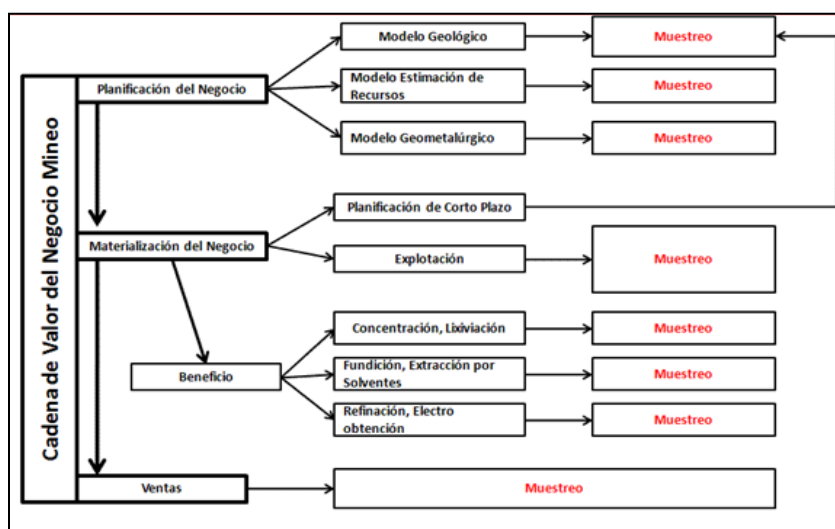 Cadena de Valor del Negocio Mineo
Modelo Geológico
Muestreo
Planificación del Negocio
Modelo Estimación de
Recursos
Muestreo
Modelo Geometalúrgico
Muestreo
Planificación de Corto Plazo
Materialización del Negocio
Explotación
Muestreo
Concentración, Lixiviación
Muestreo
Beneficio
Fundición, Extracción por
Solventes
Muestreo
Refinación, Electro
obtención
Muestreo
Ventas
Muestreo